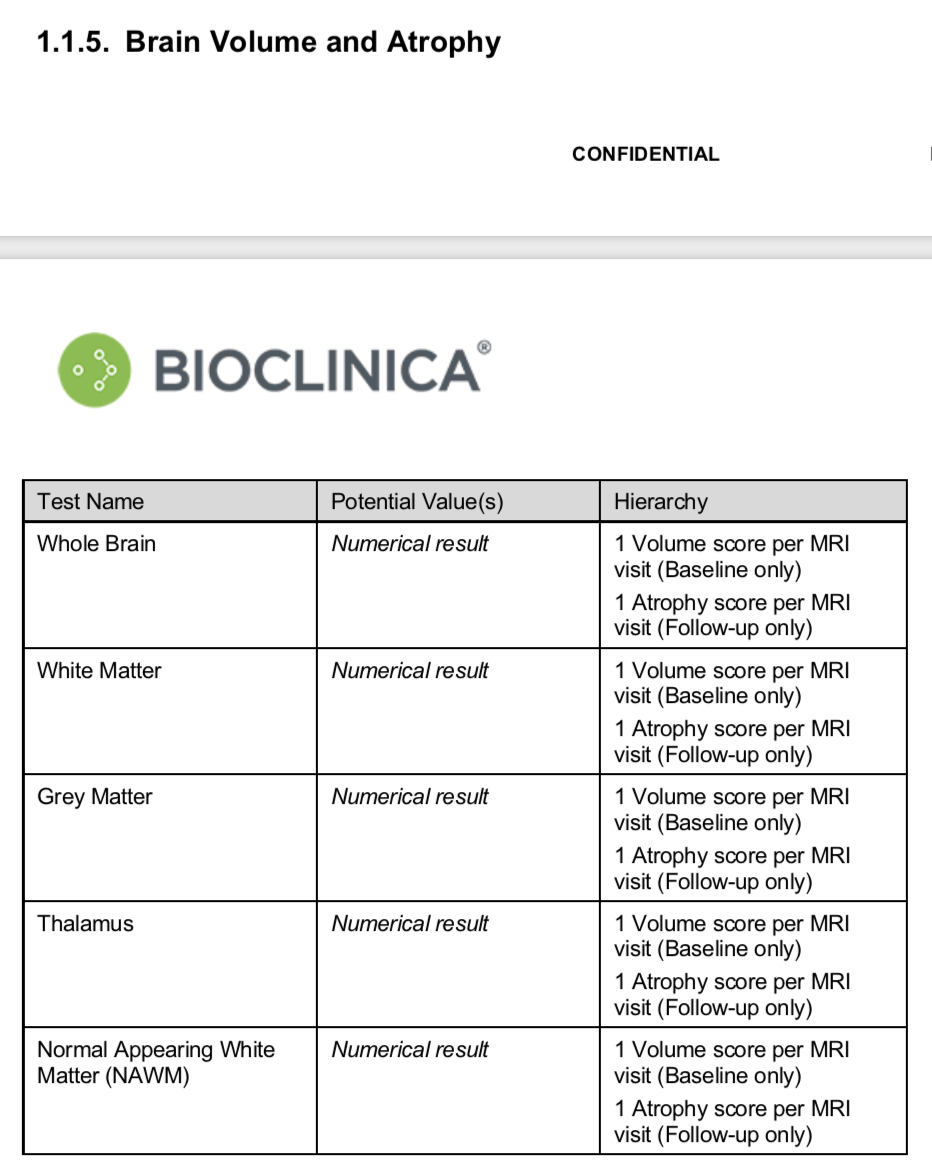 1.1.5. Brain Volume and Atrophy
CONFIDENTIAL
BIOCLINICA®
Test Name
Potential Value(s)
Hierarchy
Whole Brain
Numerical result
1 Volume score per MRI
visit (Baseline only)
1 Atrophy score per MRI
visit (Follow-up only)
White Matter
Numerical result
1 Volume score per MRI
visit (Baseline only)
1 Atrophy score per MRI
visit (Follow-up only)
Grey Matter
Numerical result
1 Volume score per MRI
visit (Baseline only)
1 Atrophy score per MRI
visit (Follow-up only)
Thalamus
Numerical result
1 Volume score per MRI
visit (Baseline only)
1 Atrophy score per MRI
visit (Follow-up only)
Normal Appearing White
Matter (NAWM)
Numerical result
1 Volume score per MRI
visit (Baseline only)
1 Atrophy score per MRI
visit (Follow-up only)